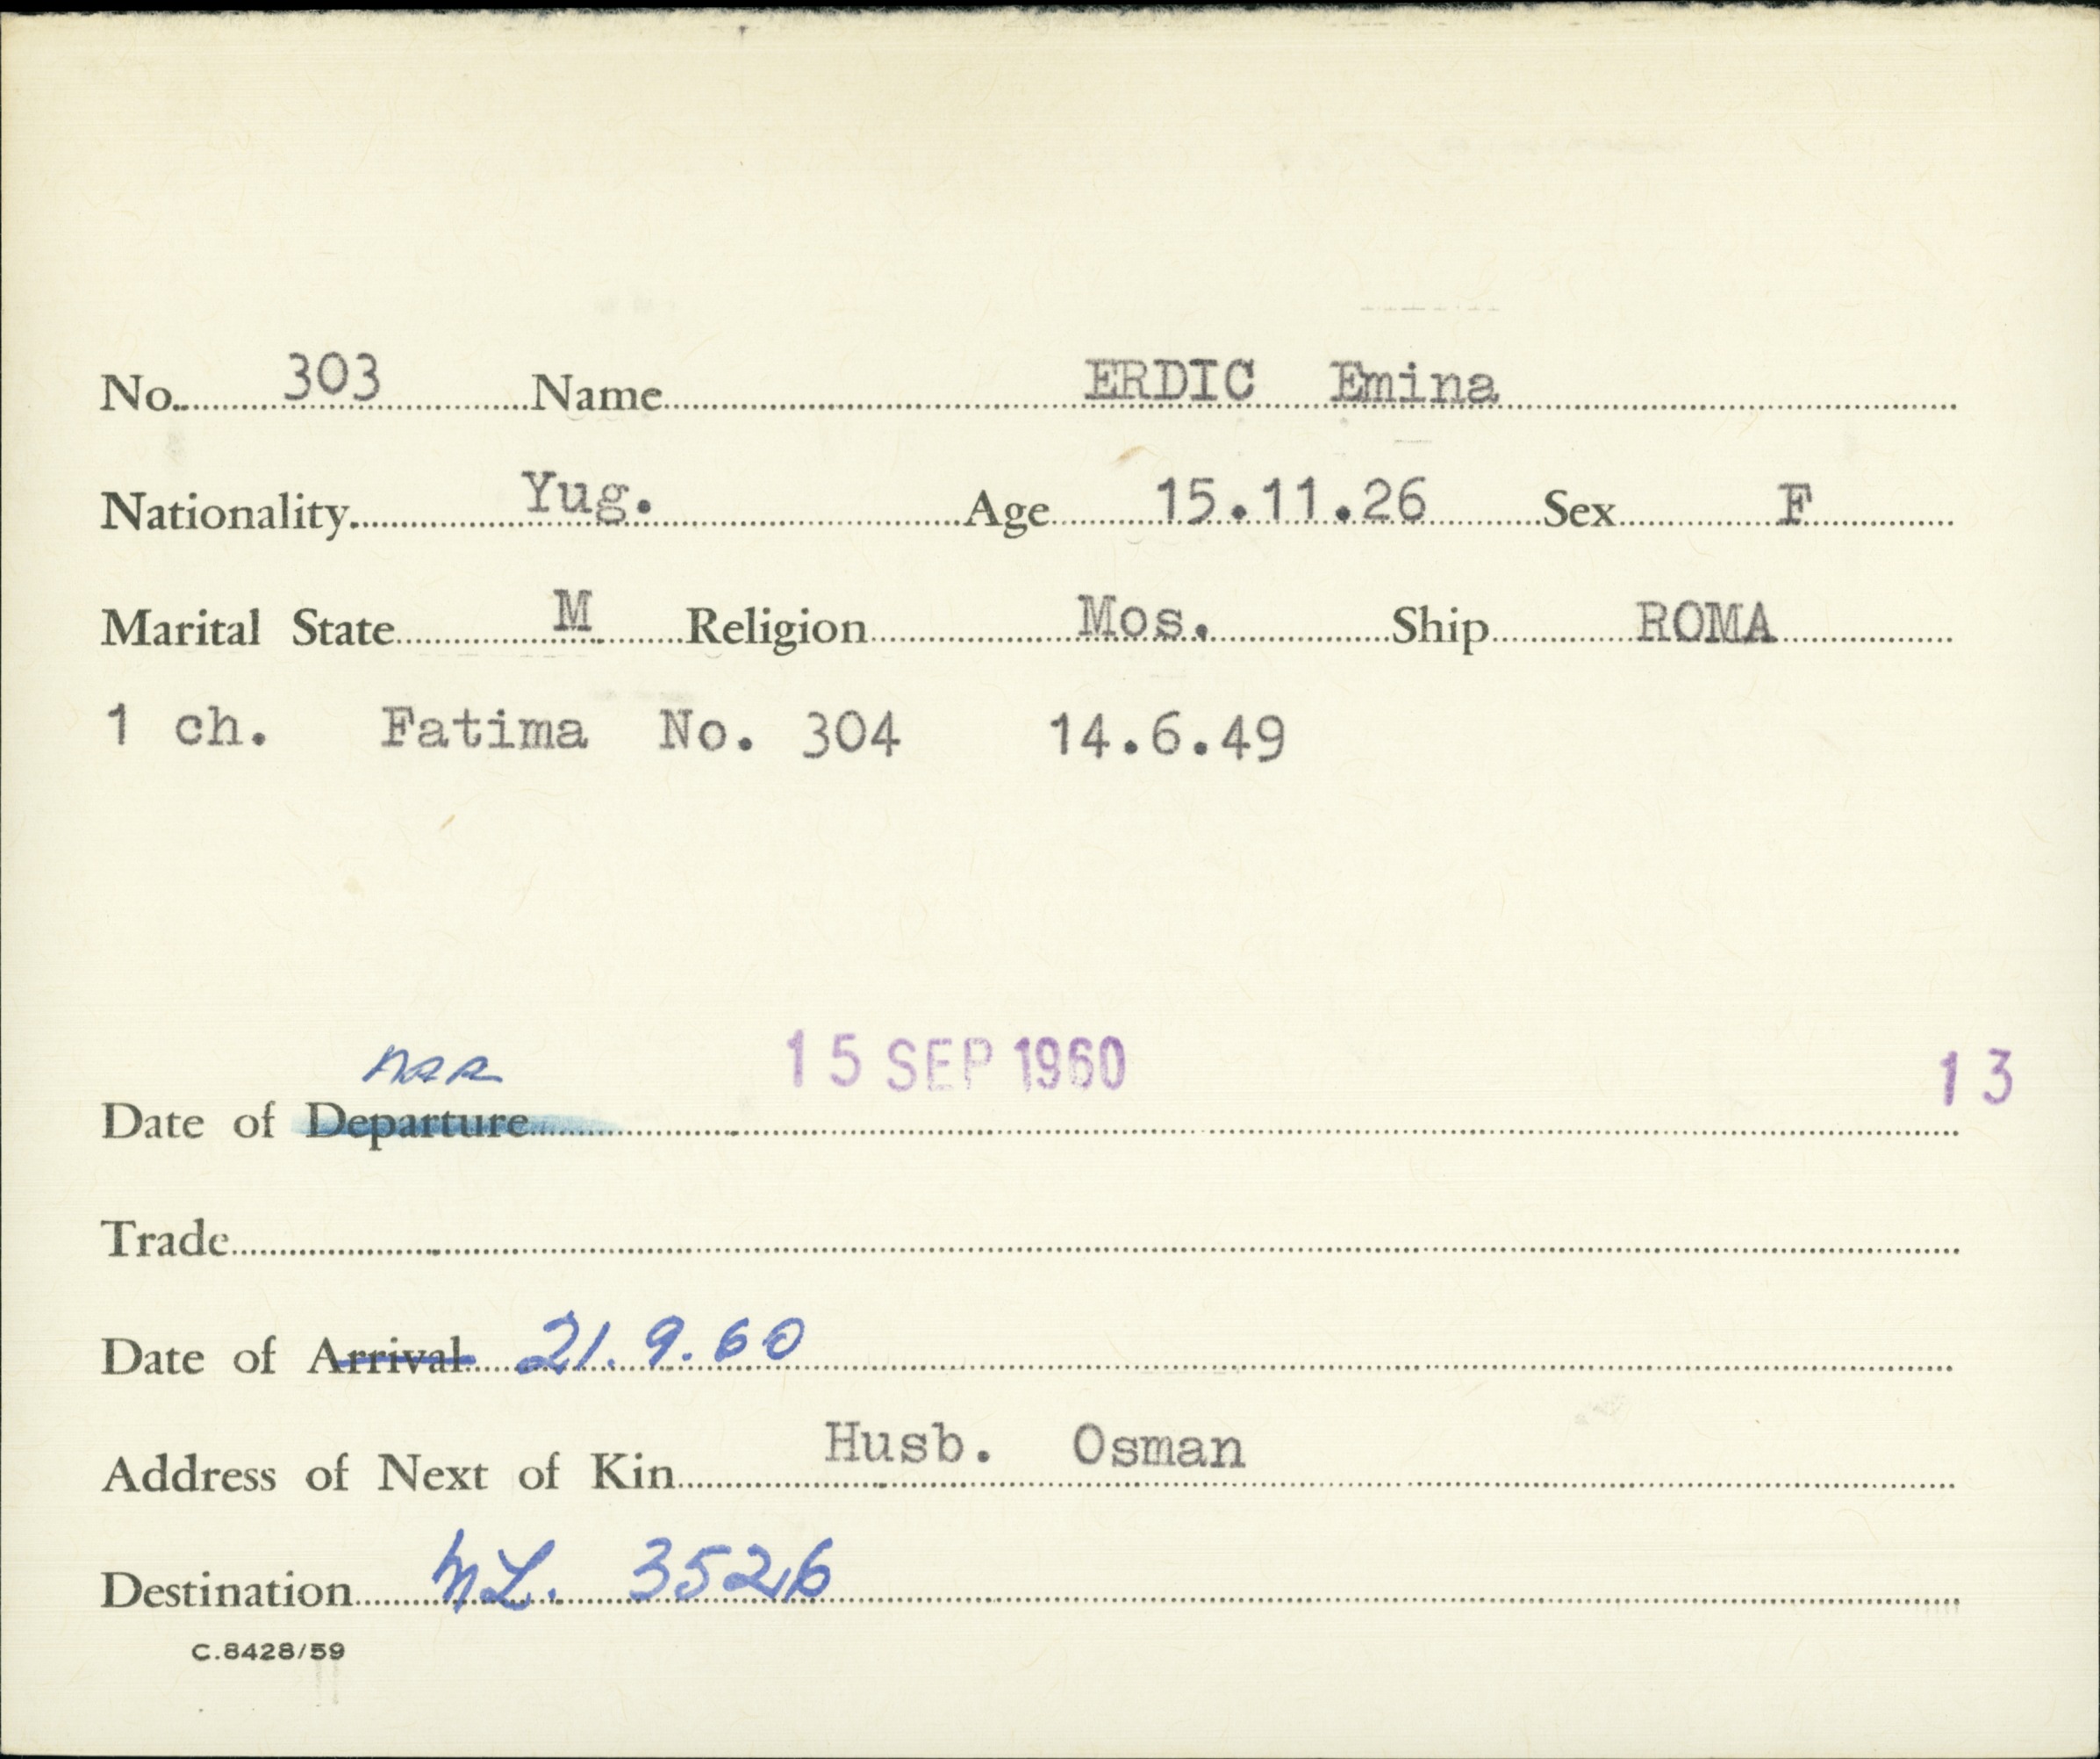 No. 303 Name ERDIC Emina
Nationality Yug. Age 15.11.26 Sex F
Marital State M Religion Mos. Ship ROMA
1 ch. Fatima No. 304 14.6.49
15 SEP 1960 13
Date of Departure
Trade
Date of Arrival 21.9.60
Address of Next of Kin Husb. Osman
Destination ML. 3526
C.8428/59